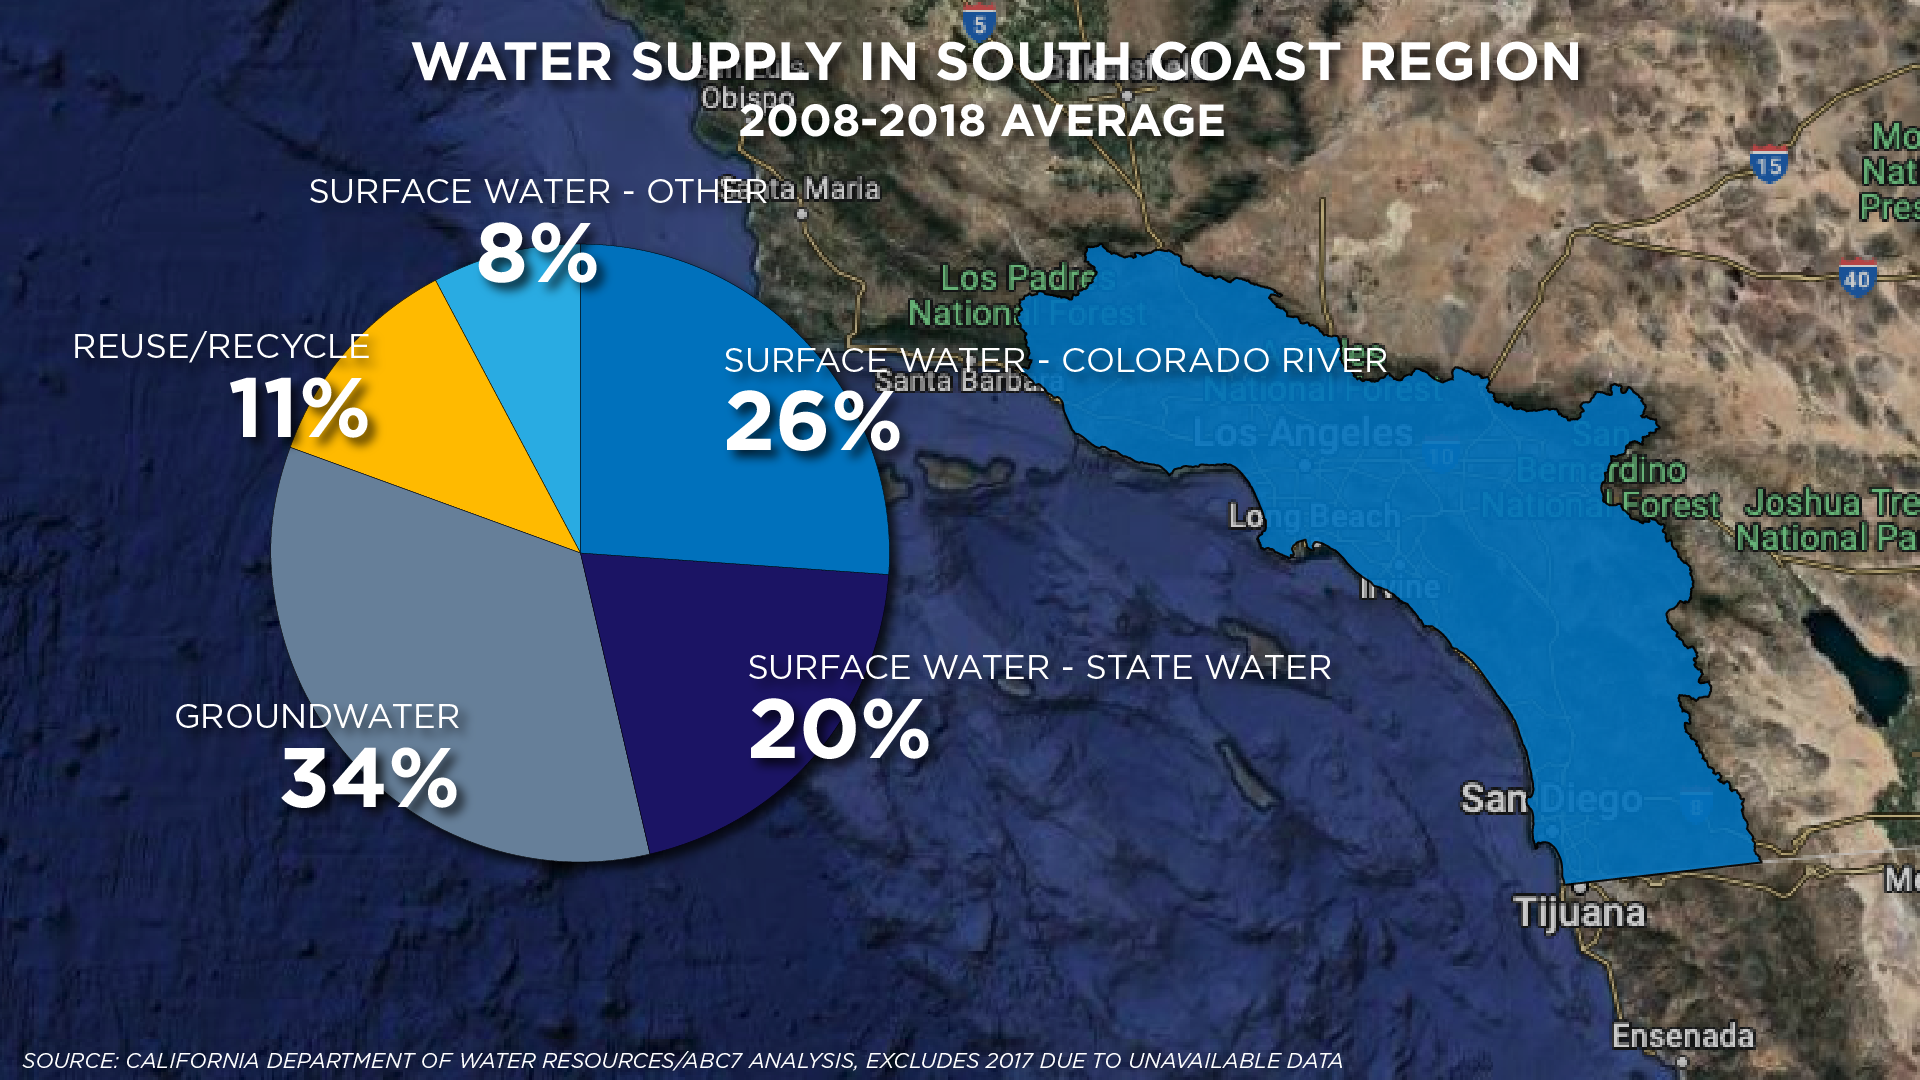 5
WATER SUPPLY IN SOUTH COAST REGION
San Luis
Obispo
Bakersfield
2008-2018 AVERAGE
15
SURFACE WATER - OTHER
8%
Santa Maria
40
Los Padres
National Forest
REUSE/RECYCLE
11%
SURFACE WATER - COLORADO RIVER
26%
Santa Barba
National Forest
Los Angeles
10
San
Bernardino
National Forest
Joshua Tre
National Pa
Mo
Nat
Pres
Long Beach
Irvine
SURFACE WATER - STATE WATER
20%
GROUNDWATER
34%
San Diego
8
Tijuana
Me
Ensenada
SOURCE: CALIFORNIA DEPARTMENT OF WATER RESOURCES/ABC7 ANALYSIS, EXCLUDES 2017 DUE TO UNAVAILABLE DATA